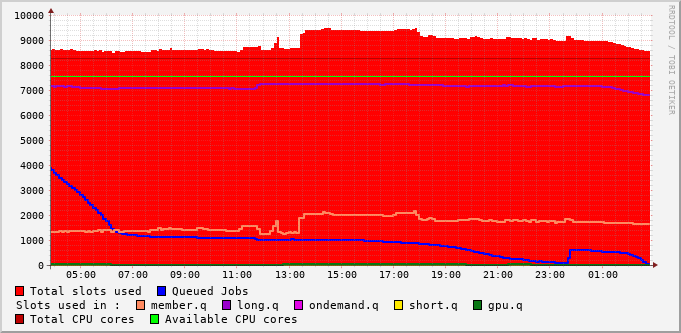 10000
9000
8000
7000
6000
5000
4000
3000
2000
1000
0
05:00 07:00 09:00 11:00 13:00 15:00 17:00 19:00 21:00 23:00 01:00
Total slots used Queued Jobs
Slots used in : member.q long.q ondemand.q short.q gpu.q
Total CPU cores Available CPU cores
RRDTOOL / TOBI OETIKER